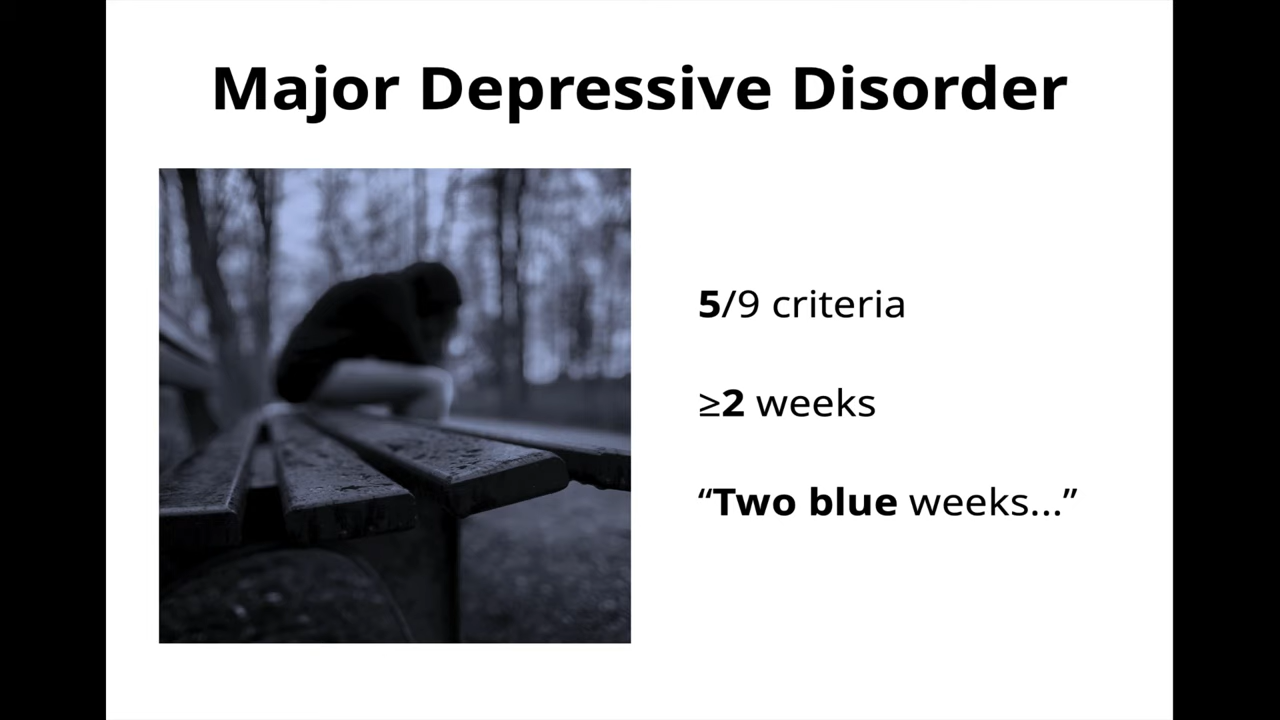 Major Depressive Disorder
5/9 criteria
≥2 weeks
“Two blue weeks...”